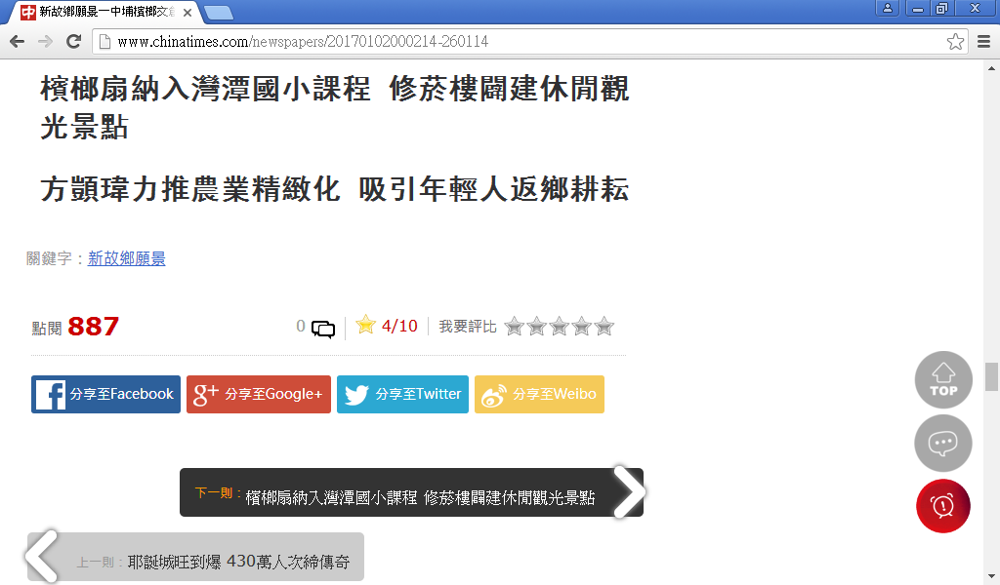 新故鄉願景－中埔檳榔文
www.chinatimes.com/newspapers/20170102000214-260114
檳榔扇納入灣潭國小課程 修菸樓闢建休閒觀
光景點
方顗瑋力推農業精緻化 吸引年輕人返鄉耕耘
關鍵字：新故鄉願景
點閱 887 0 4/10 我要評比
分享至Facebook 分享至Google+ 分享至Twitter 分享至Weibo
TOP
下一則：檳榔扇納入灣潭國小課程 修菸樓闢建休閒觀光景點
上一則：耶誕城旺到爆 430萬人次締傳奇